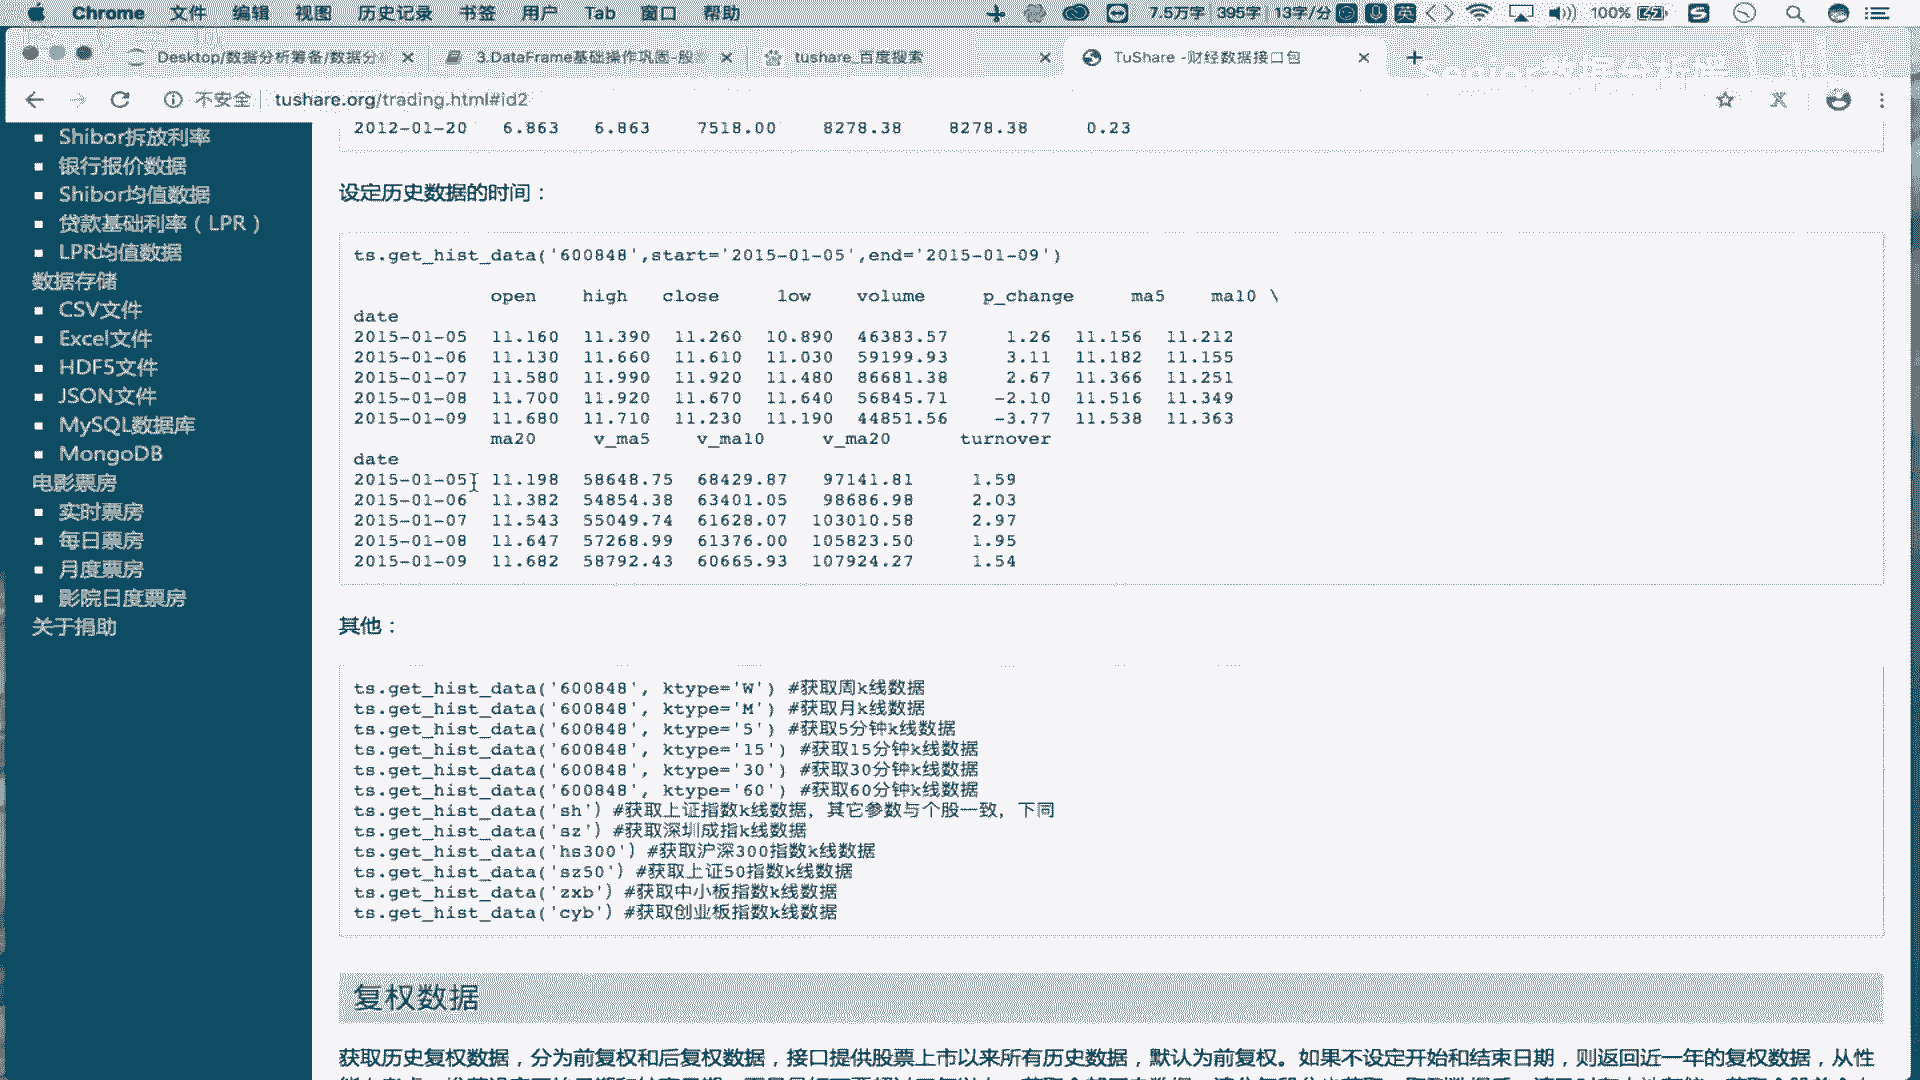 Chrome 文件 编辑 视图 历史记录 书签 用户 Tab 窗口 帮助 7.5万字 395字 13字/分 英 100%
Desktop/数据分析筹备/数据分析 3.DataFrame基础操作巩固-股 tushare_百度搜索 TuShare -财经数据接口包
不安全 tushare.org/trading.html#id2
Shibor拆放利率
银行报价数据
Shibor均值数据
贷款基础利率（LPR）
LPR均值数据
数据存储
CSV文件
Excel文件
HDF5文件
JSON文件
MySQL数据库
MongoDB
电影票房
实时票房
每日票房
月度票房
影院日度票房
关于捐助
2012-01-20 6.863 6.863 7518.00 8278.38 8278.38 0.23
设定历史数据的时间：
ts.get_hist_data('600848',start='2015-01-05',end='2015-01-09')
open high close low volume p_change ma5 ma10 \
date
2015-01-05 11.160 11.390 11.260 10.890 46383.57 1.26 11.156 11.212
2015-01-06 11.130 11.660 11.610 11.030 59199.93 3.11 11.182 11.155
2015-01-07 11.580 11.990 11.920 11.480 86681.38 2.67 11.366 11.251
2015-01-08 11.700 11.920 11.670 11.640 56845.71 -2.10 11.516 11.349
2015-01-09 11.680 11.710 11.230 11.190 44851.56 -3.77 11.538 11.363
ma20 v_ma5 v_ma10 v_ma20 turnover
date
2015-01-05 11.198 58648.75 68429.87 97141.81 1.59
2015-01-06 11.382 54854.38 63401.05 98686.98 2.03
2015-01-07 11.543 55049.74 61628.07 103010.58 2.97
2015-01-08 11.647 57268.99 61376.00 105823.50 1.95
2015-01-09 11.682 58792.43 60665.93 107924.27 1.54
其他：
ts.get_hist_data('600848', ktype='W') #获取周k线数据
ts.get_hist_data('600848', ktype='M') #获取月k线数据
ts.get_hist_data('600848', ktype='5') #获取5分钟k线数据
ts.get_hist_data('600848', ktype='15') #获取15分钟k线数据
ts.get_hist_data('600848', ktype='30') #获取30分钟k线数据
ts.get_hist_data('600848', ktype='60') #获取60分钟k线数据
ts.get_hist_data('sh') #获取上证指数k线数据，其它参数与个股一致，下同
ts.get_hist_data('sz') #获取深圳成指k线数据
ts.get_hist_data('hs300') #获取沪深300指数k线数据
ts.get_hist_data('sz50') #获取上证50指数k线数据
ts.get_hist_data('zxb') #获取中小板指数k线数据
ts.get_hist_data('cyb') #获取创业板指数k线数据
复权数据
获取历史复权数据，分为前复权和后复权数据，接口提供股票上市以来所有历史数据，默认为前复权。如果不设定开始和结束日期，则返回近一年的复权数据，从性